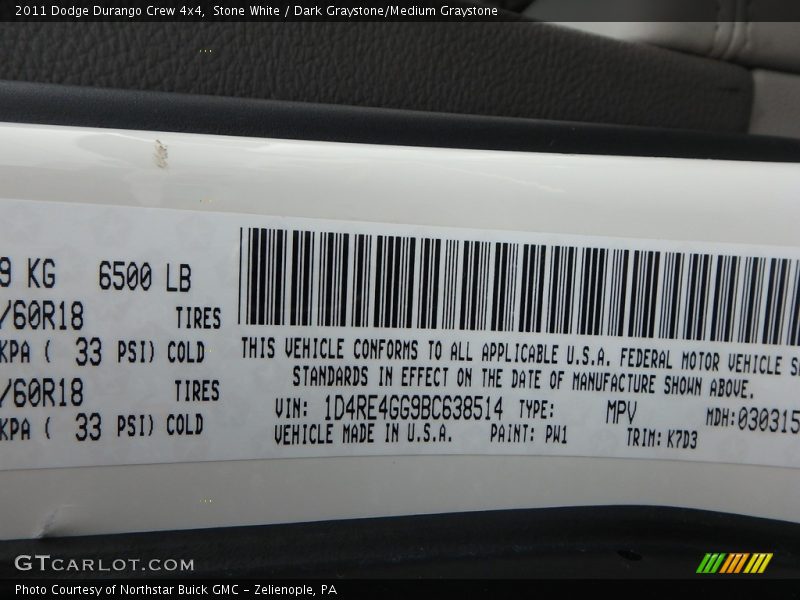 2011 Dodge Durango Crew 4x4, Stone White / Dark Graystone/Medium Graystone
9 KG 6500 LB
/60R18 TIRES
KPA ( 33 PSI) COLD
/60R18 TIRES
KPA ( 33 PSI) COLD
THIS VEHICLE CONFORMS TO ALL APPLICABLE U.S.A. FEDERAL MOTOR VEHICLE S
STANDARDS IN EFFECT ON THE DATE OF MANUFACTURE SHOWN ABOVE.
VIN: 1D4RE4GG9BC638514 TYPE: MPV MDH:030315
VEHICLE MADE IN U.S.A. PAINT: PW1 TRIM: K7D3
GTCARLOT.COM
Photo Courtesy of Northstar Buick GMC - Zelienople, PA